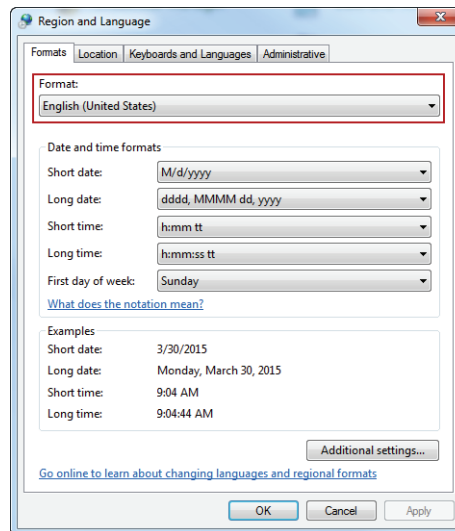 Region and Language
Formats Location Keyboards and Languages Administrative
Format:
English (United States)
Date and time formats
Short date: M/d/yyyy
Long date: dddd, MMMM dd, yyyy
Short time: h:mm tt
Long time: h:mm:ss tt
First day of week: Sunday
What does the notation mean?
Examples
Short date: 3/30/2015
Long date: Monday, March 30, 2015
Short time: 9:04 AM
Long time: 9:04:44 AM
Additional settings...
Go online to learn about changing languages and regional formats
OK Cancel Apply